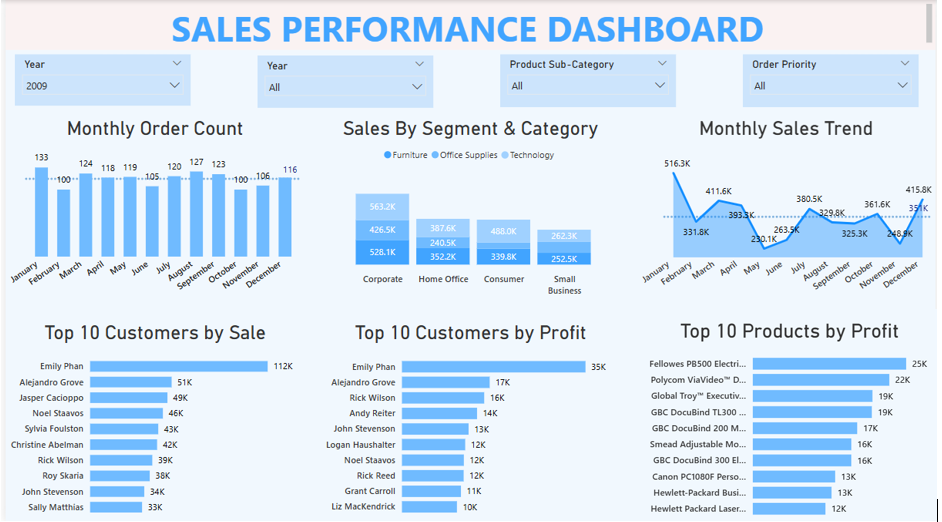 SALES PERFORMANCE DASHBOARD
Year
2009
Year
All
Product Sub-Category
All
Order Priority
All
Monthly Order Count
133
100
124
118
119
105
120
127
123
100
106
116
January
February
March
April
May
June
July
August
September
October
November
December
Sales By Segment & Category
Furniture Office Supplies Technology
563.2K
426.5K
528.1K
387.6K
240.5K
352.2K
488.0K
339.8K
262.3K
252.5K
Corporate
Home Office
Consumer
Small
Business
Monthly Sales Trend
516.3K
331.8K
411.6K
393.3K
230.1K
263.5K
380.5K
329.8K
325.3K
361.6K
248.9K
415.8K
351K
January
February
March
April
May
June
July
August
September
October
November
December
Top 10 Customers by Sale
Emily Phan 112K
Alejandro Grove 51K
Jasper Cacioppo 49K
Noel Staavos 46K
Sylvia Foulston 43K
Christine Abelman 42K
Rick Wilson 39K
Roy Skaria 38K
John Stevenson 34K
Sally Matthias 33K
Top 10 Customers by Profit
Emily Phan 35K
Alejandro Grove 17K
Rick Wilson 16K
Andy Reiter 14K
John Stevenson 13K
Logan Haushalter 12K
Noel Staavos 12K
Rick Reed 12K
Grant Carroll 11K
Liz MacKendrick 10K
Top 10 Products by Profit
Fellowes PB500 Electri... 25K
Polycom ViaVideo™ D... 22K
Global Troy™ Executiv... 19K
GBC DocuBind TL300 ... 19K
GBC DocuBind 200 M... 17K
Smead Adjustable Mo... 16K
GBC DocuBind 300 El... 16K
Canon PC1080F Perso... 13K
Hewlett-Packard Busi... 13K
Hewlett Packard Laser... 12K